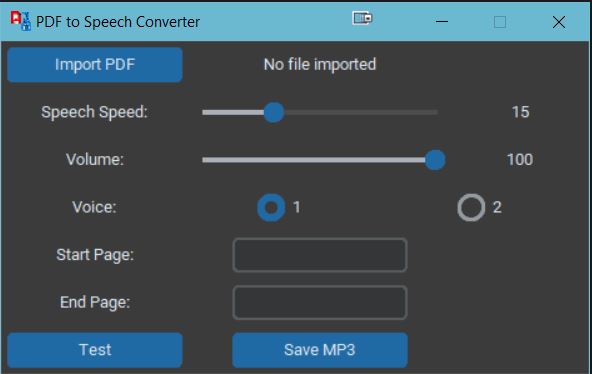 PDF to Speech Converter
Import PDF No file imported
Speech Speed: 15
Volume: 100
Voice: 1 2
Start Page:
End Page:
Test Save MP3